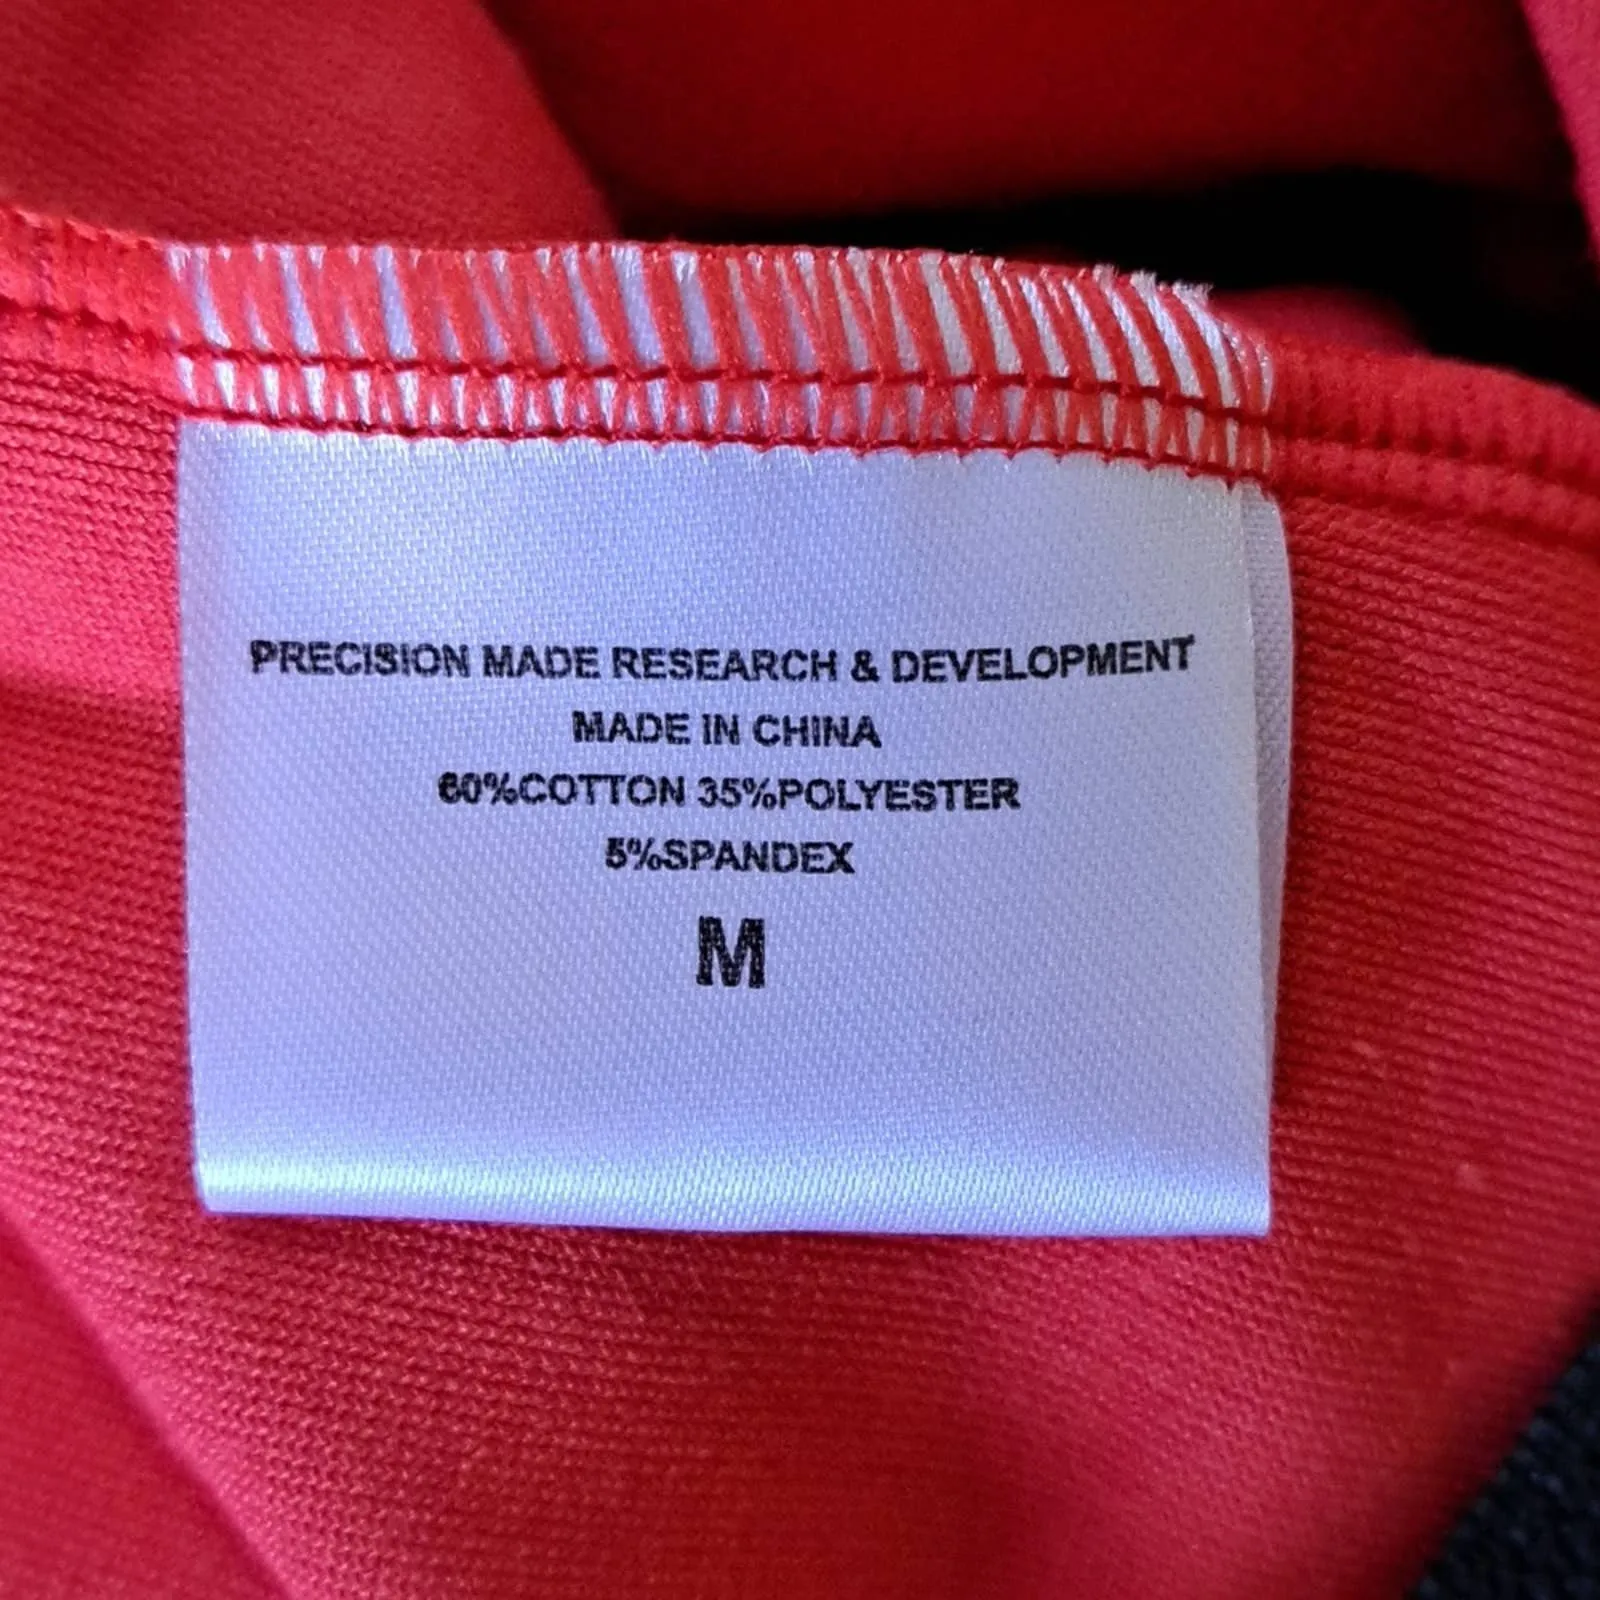 PRECISION MADE RESEARCH & DEVELOPMENT
MADE IN CHINA
60%COTTON 35%POLYESTER
5%SPANDEX
M